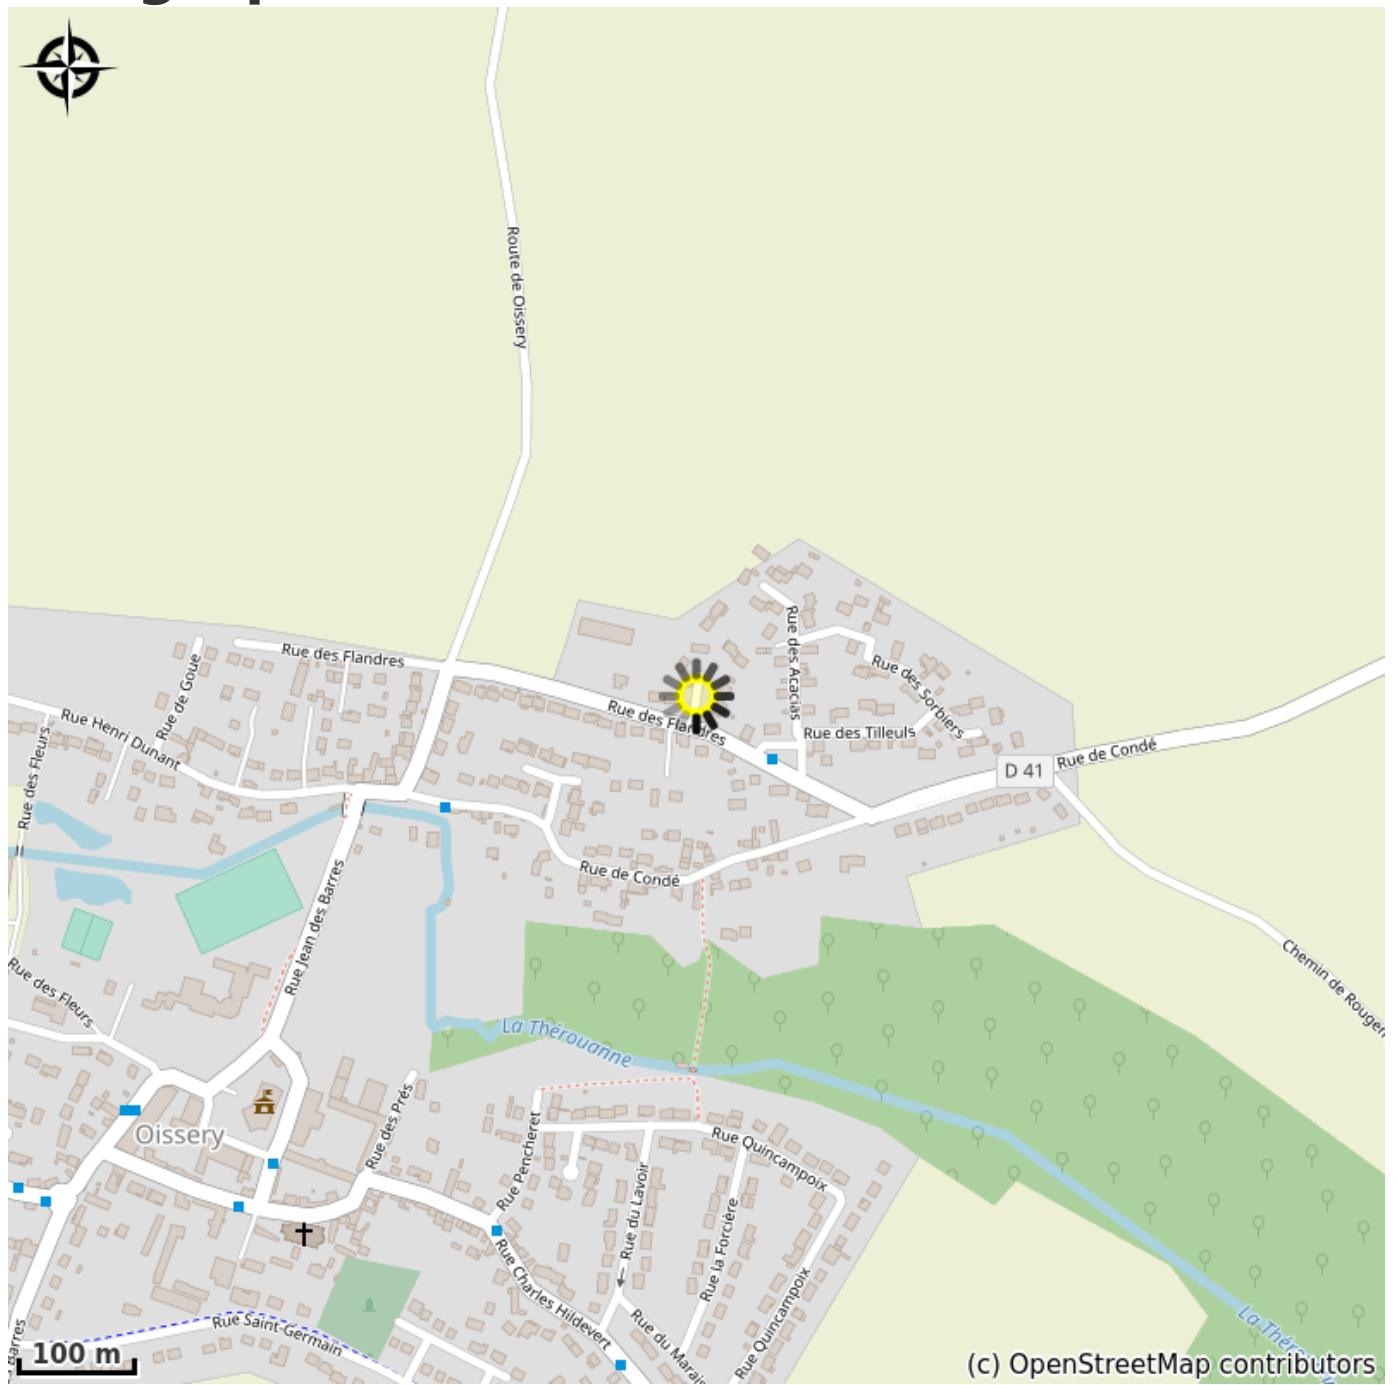 Route de Oissery
Rue des Flandres
Rue de Goue
Rue des Acacias
Rue des Sorbiers
Rue des Flandres
Rue Henri Dunant
Rue des Tilleuls
Rue des Fleurs
Rue de Condé
D 41
Rue de Condé
Rue Jean des Barres
Chemin de Rouger
Rue des Fleurs
La Thérouanne
Rue des Prés
Oissery
Rue Pencheret
Rue Quincampoix
Rue du Lavoir
Rue la Forcière
Rue Quincampoix
Rue Charles Hildevert
Rue du Marais
Rue Saint-Germain
Barres
100 m
(c) OpenStreetMap contributors